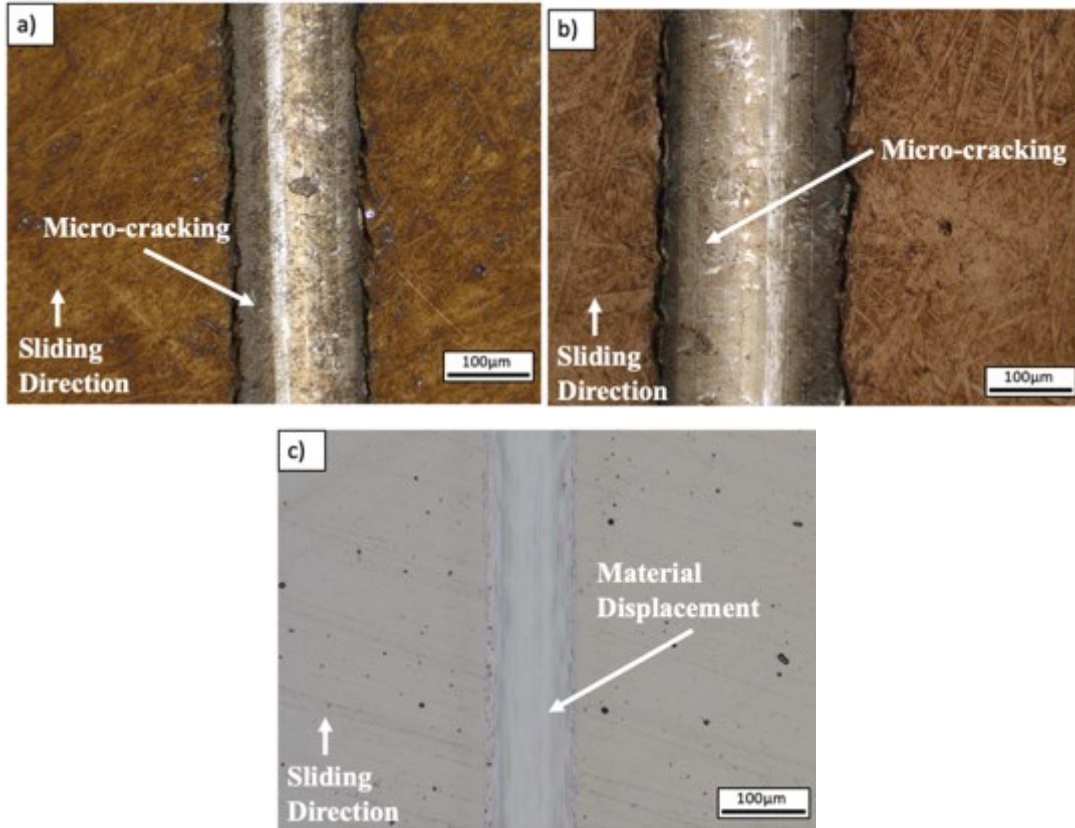 a)
Micro-cracking
Sliding
Direction
100µm
b)
Micro-cracking
Sliding
Direction
100µm
c)
Material
Displacement
Sliding
Direction
100µm